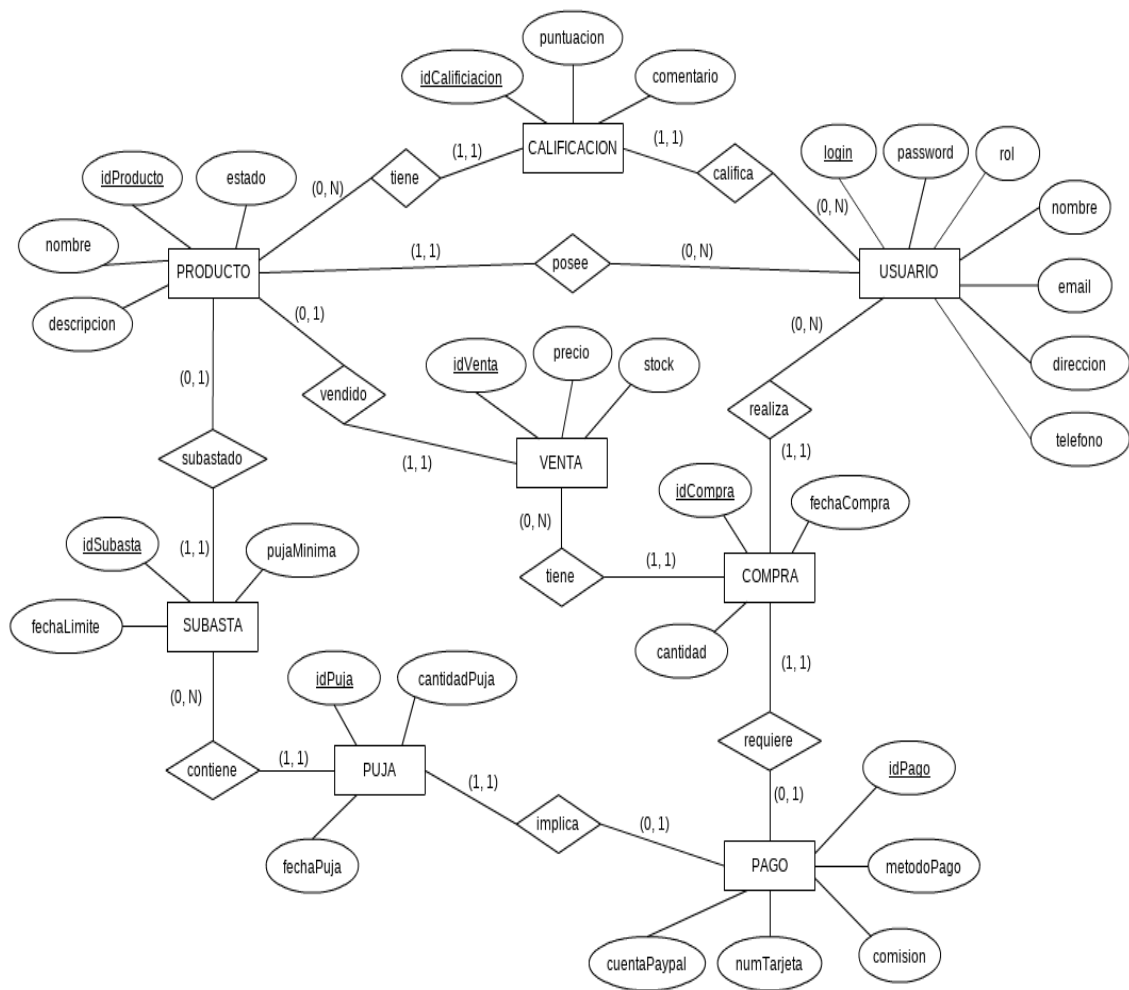 puntuacion
idCalificiacion
comentario
CALIFICACION
(1, 1)
(1, 1)
tiene
califica
(0, N)
(0, N)
login
password
rol
idProducto
estado
nombre
nombre
PRODUCTO
(1, 1)
posee
(0, N)
USUARIO
email
descripcion
(0, 1)
(0, N)
direccion
idVenta
precio
stock
(0, 1)
vendido
realiza
telefono
subastado
(1, 1)
VENTA
(1, 1)
idCompra
fechaCompra
(0, N)
idSubasta
(1, 1)
pujaMinima
tiene
(1, 1)
COMPRA
fechaLimite
SUBASTA
cantidad
(1, 1)
idPuja
cantidadPuja
(0, N)
requiere
contiene
(1, 1)
PUJA
(1, 1)
idPago
(0, 1)
implica
(0, 1)
fechaPuja
PAGO
metodoPago
cuentaPaypal
numTarjeta
comision